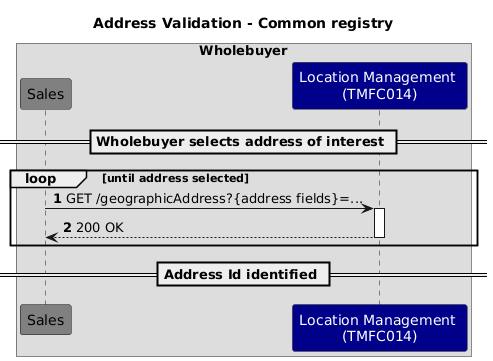 Address Validation - Common registry
Wholebuyer
Sales
Location Management
(TMFC014)
Wholebuyer selects address of interest
loop [until address selected]
1 GET /geographicAddress?{address fields}=...
2 200 OK
Address Id identified
Sales
Location Management
(TMFC014)